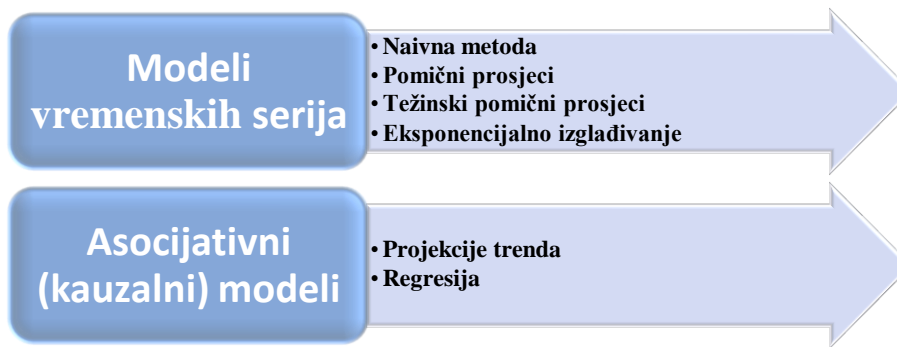 Modeli
vremenskih serija
• Naivna metoda
• Pomični prosjeci
• Težinski pomični prosjeci
• Eksponencijalno izglađivanje
Asocijativni
(kauzalni) modeli
• Projekcije trenda
• Regresija